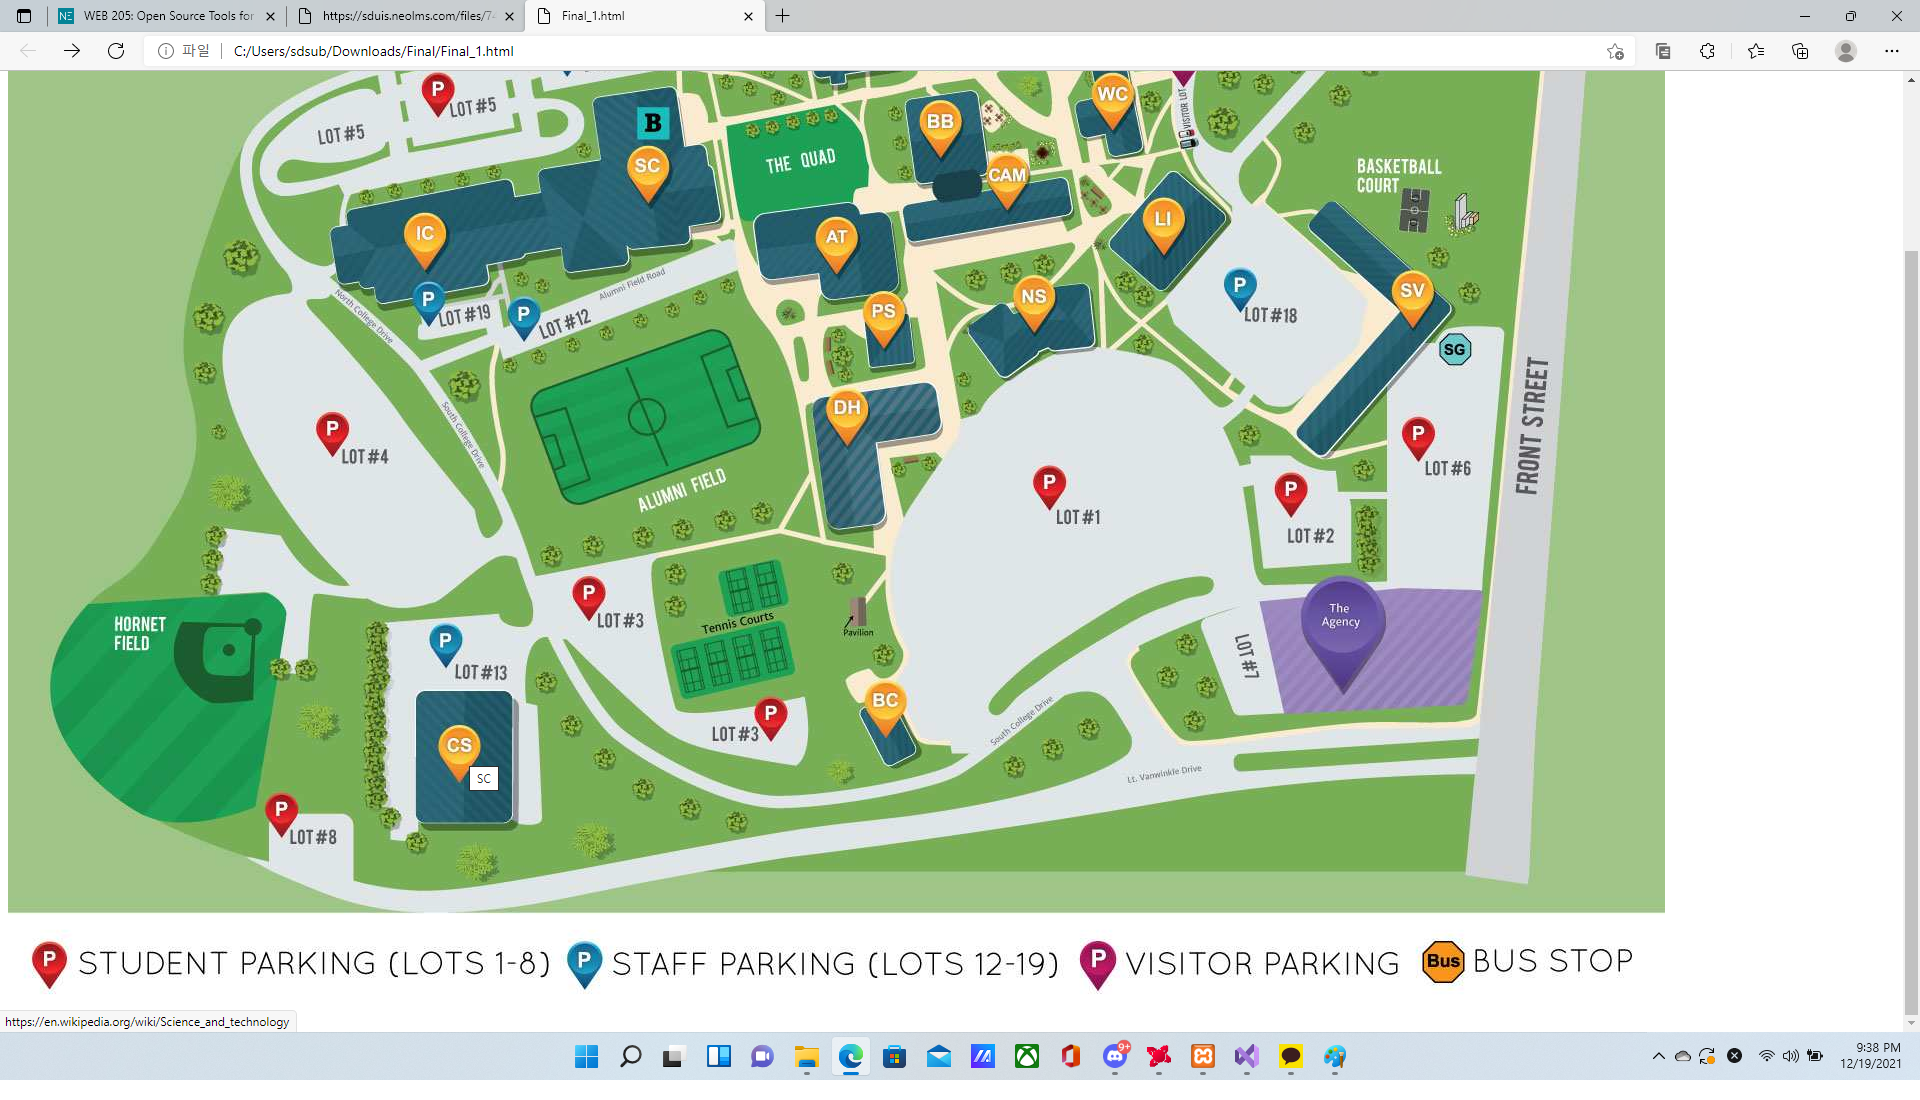 WEB 205: Open Source Tools for
https://sduis.neolms.com/files/7
Final_1.html
파일
C:/Users/sdsub/Downloads/Final/Final_1.html
P
LOT #5
LOT #5
B
SC
THE QUAD
BB
CAM
WC
VISITOR LOT
BASKETBALL
COURT
IC
AT
LI
P
LOT #19
P
LOT #12
Alumni Field Road
North College Drive
PS
NS
P
LOT #18
SV
SG
FRONT STREET
P
LOT #4
South College Drive
DH
ALUMNI FIELD
P
LOT #1
P
LOT #2
P
LOT #6
HORNET
FIELD
P
LOT #3
Tennis Courts
Pavilion
The
Agency
LOT #7
P
LOT #13
BC
P
LOT #3
South College Drive
Lt. Vanwinkle Drive
CS
SC
P
LOT #8
P STUDENT PARKING (LOTS 1-8)
P STAFF PARKING (LOTS 12-19)
P VISITOR PARKING
Bus BUS STOP
https://en.wikipedia.org/wiki/Science_and_technology
9+
9:38 PM
12/19/2021